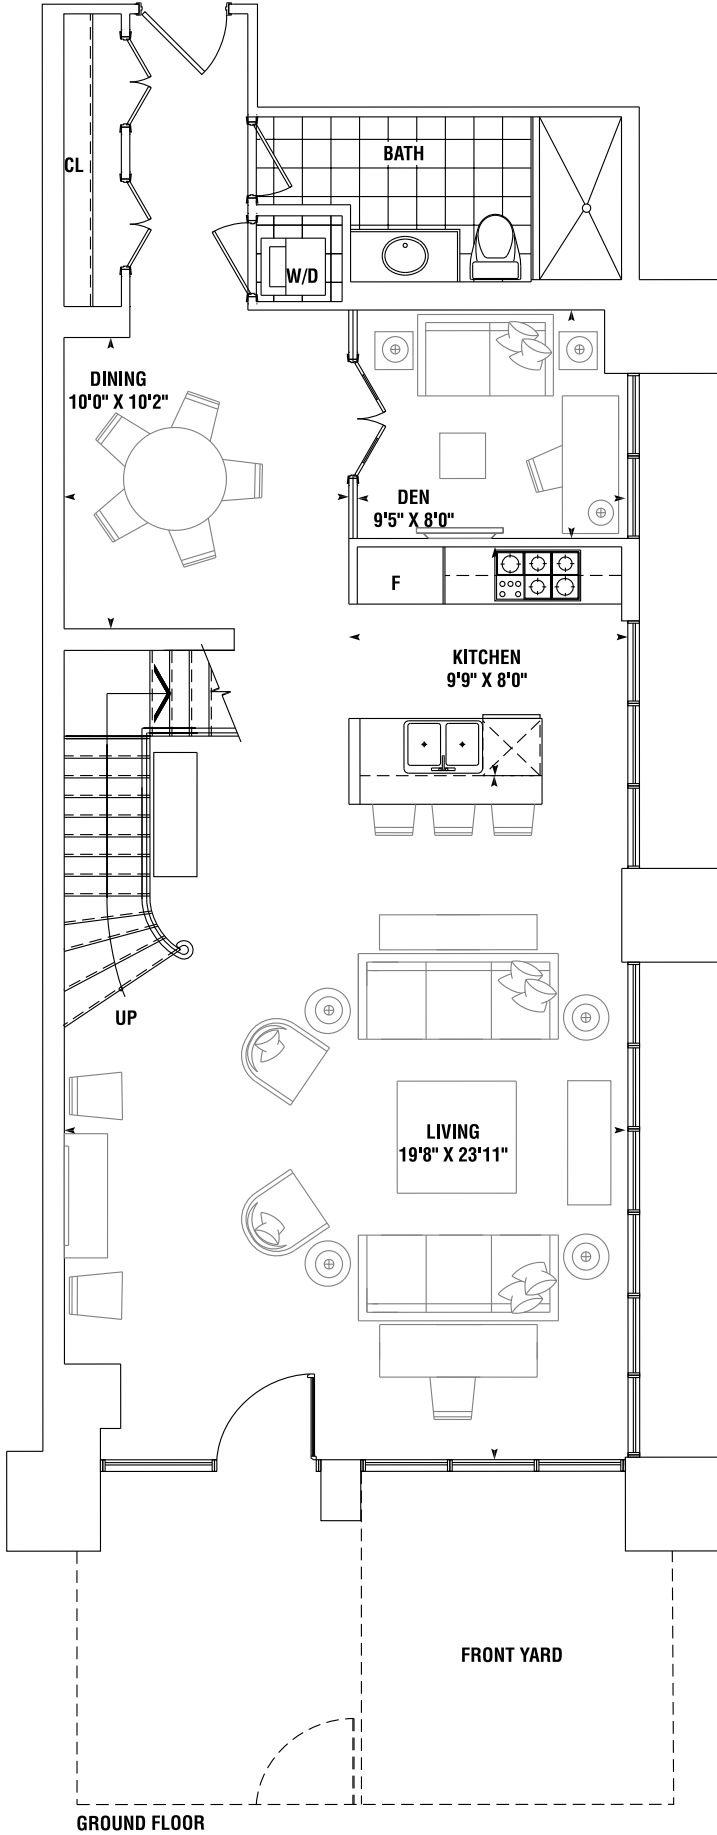 BATH
CL
W/D
DINING
10'0" X 10'2"
DEN
9'5" X 8'0"
F
KITCHEN
9'9" X 8'0"
UP
LIVING
19'8" X 23'11"
FRONT YARD
GROUND FLOOR